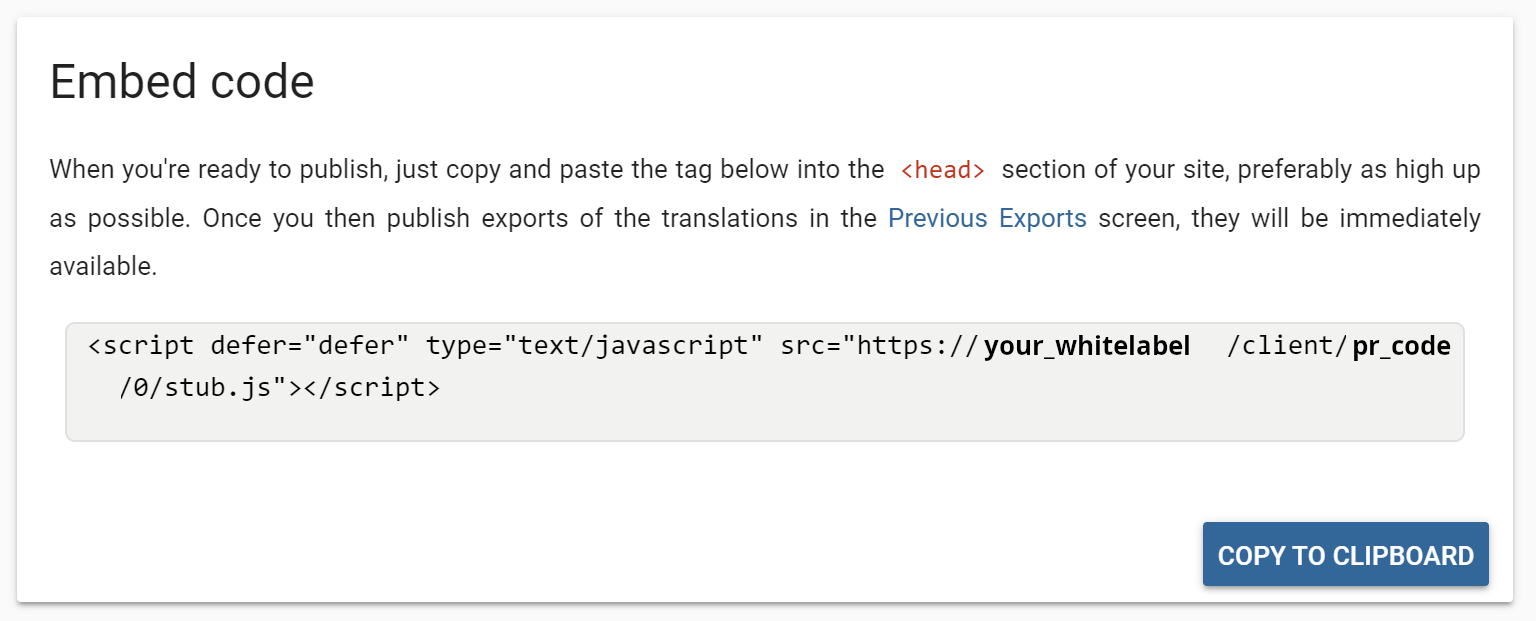 Embed code
When you're ready to publish, just copy and paste the tag below into the <head> section of your site, preferably as high up
as possible. Once you then publish exports of the translations in the Previous Exports screen, they will be immediately
available.
<script defer="defer" type="text/javascript" src="https://your_whitelabel /client/pr_code
/0/stub.js"></script>
COPY TO CLIPBOARD